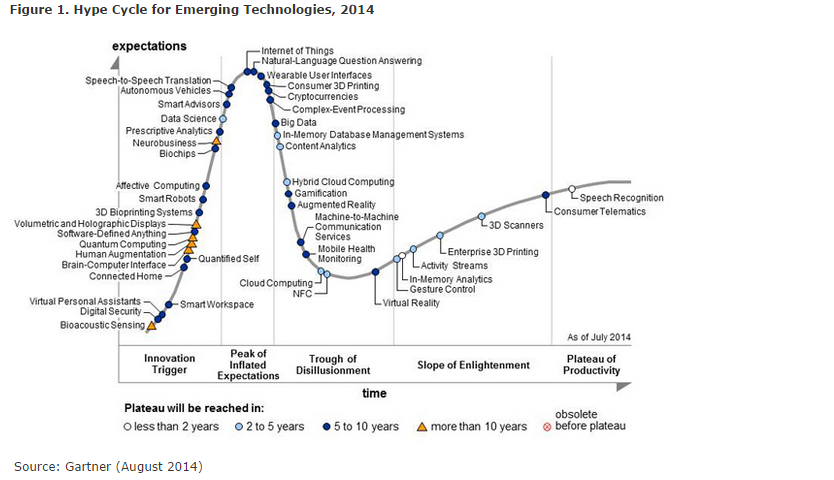 Figure 1. Hype Cycle for Emerging Technologies, 2014
expectations
Internet of Things
Natural-Language Question Answering
Wearable User Interfaces
Speech-to-Speech Translation
Consumer 3D Printing
Autonomous Vehicles
Cryptocurrencies
Smart Advisors
Complex-Event Processing
Data Science
Big Data
Prescriptive Analytics
In-Memory Database Management Systems
Neurobusiness
Content Analytics
Biochips
Hybrid Cloud Computing
Affective Computing
Gamification
Smart Robots
Augmented Reality
3D Bioprinting Systems
Machine-to-Machine
Communication
Services
Volumetric and Holographic Displays
Software-Defined Anything
Quantum Computing
Mobile Health
Monitoring
Human Augmentation
Quantified Self
Brain-Computer Interface
Connected Home
Speech Recognition
Consumer Telematics
3D Scanners
Enterprise 3D Printing
Activity Streams
In-Memory Analytics
Gesture Control
Cloud Computing
NFC
Virtual Reality
Virtual Personal Assistants
Smart Workspace
Digital Security
Bioacoustic Sensing
As of July 2014
Innovation
Trigger
Peak of
Inflated
Expectations
Trough of
Disillusionment
Slope of Enlightenment
Plateau of
Productivity
time
Plateau will be reached in:
less than 2 years
2 to 5 years
5 to 10 years
more than 10 years
obsolete
before plateau
Source: Gartner (August 2014)